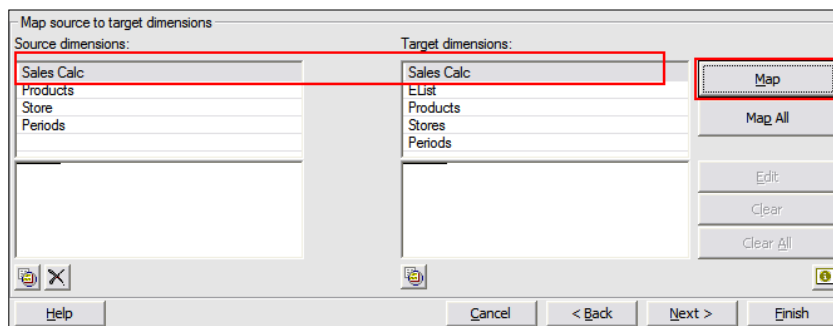 Map source to target dimensions
Source dimensions:
Target dimensions:
Sales Calc
Products
Store
Periods
Sales Calc
EList
Products
Stores
Periods
Map
Map All
Edit
Clear
Clear All
Help
Cancel
< Back
Next >
Finish